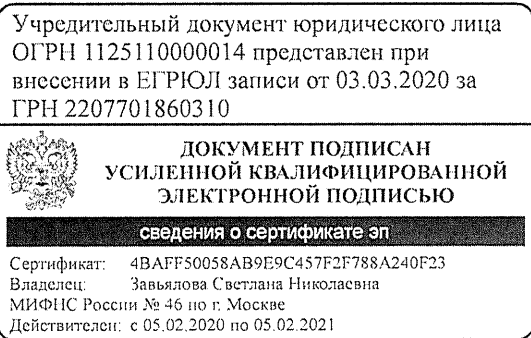 Учредительный документ юридического лица
ОГРН 1125110000014 представлен при
внесении в ЕГРЮЛ записи от 03.03.2020 за
ГРН 2207701860310
ДОКУМЕНТ ПОДПИСАН
УСИЛЕННОЙ КВАЛИФИЦИРОВАННОЙ
ЭЛЕКТРОННОЙ ПОДПИСЬЮ
сведения о сертификате эп
Сертификат: 4BAFF50058AB9E9C457F2F788A240F23
Владелец: Завьялова Светлана Николаевна
МИФНС России № 46 по г. Москве
Действителен: с 05.02.2020 по 05.02.2021